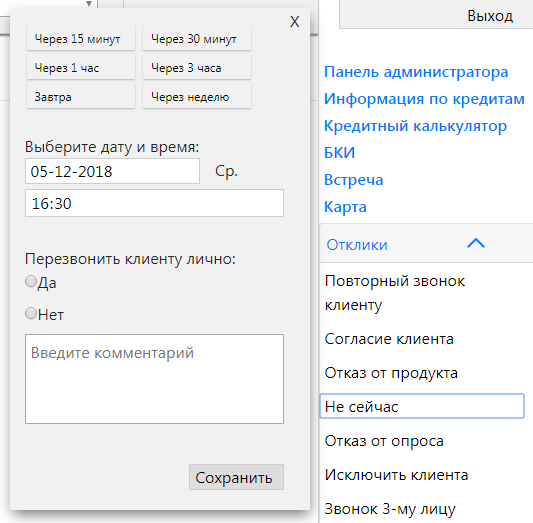 X
Через 15 минут
Через 30 минут
Через 1 час
Через 3 часа
Завтра
Через неделю
Выберите дату и время:
05-12-2018
Ср.
16:30
Перезвонить клиенту лично:
Да
Нет
Введите комментарий
Сохранить
Выход
Панель администратора
Информация по кредитам
Кредитный калькулятор
БКИ
Встреча
Карта
Отклики
Повторный звонок
клиенту
Согласие клиента
Отказ от продукта
Не сейчас
Отказ от опроса
Исключить клиента
Звонок 3-му лицу